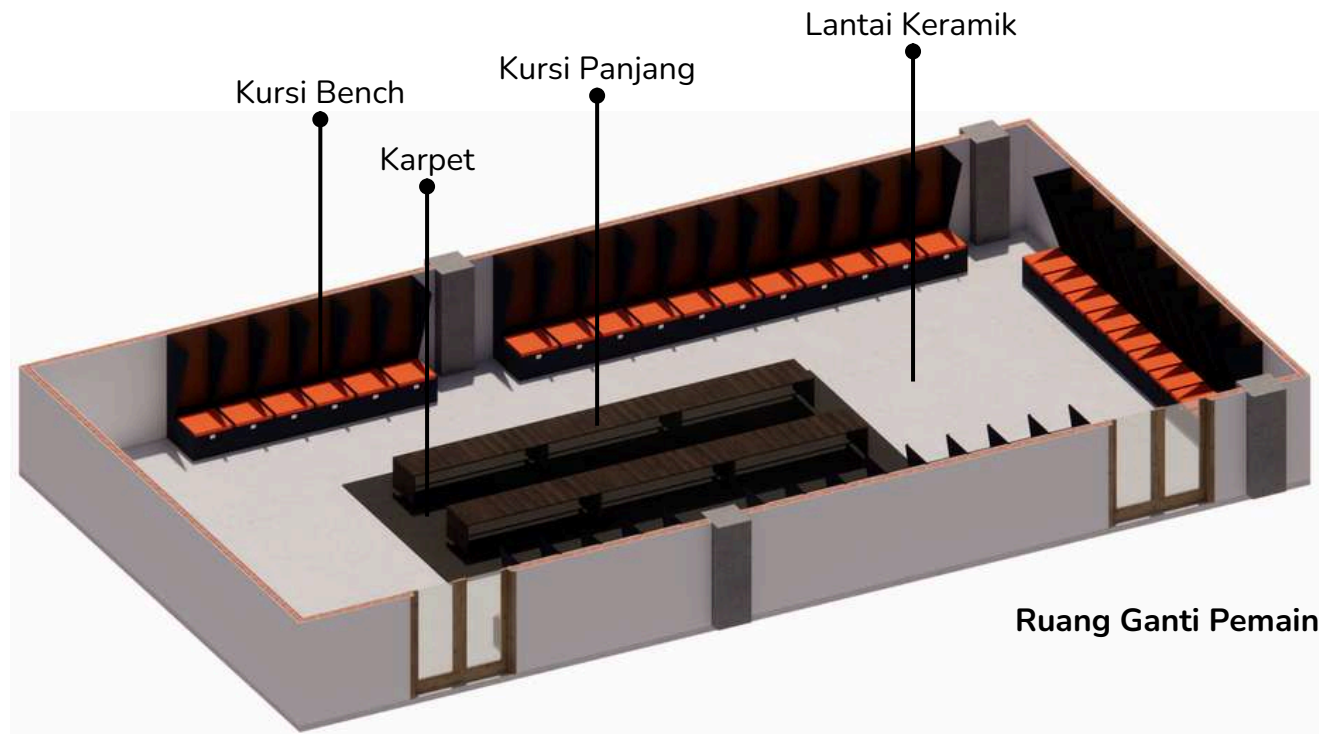 Lantai Keramik
Kursi Panjang
Kursi Bench
Karpet
Ruang Ganti Pemain